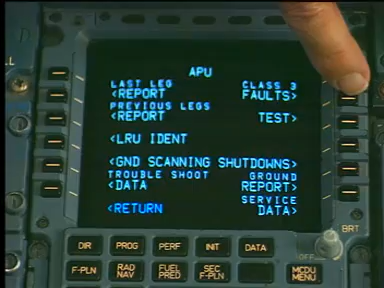 APU
LAST LEG CLASS 3
<REPORT FAULTS>
PREVIOUS LEGS
<REPORT TEST>
<LRU IDENT
<GND SCANNING SHUTDOWNS>
TROUBLE SHOOT GROUND
<DATA REPORT>
SERVICE
<RETURN DATA>
BRT
OFF
DIR PROG PERF INIT DATA
F-PLN RAD NAV FUEL PRED SEC F-PLN MCDU MENU